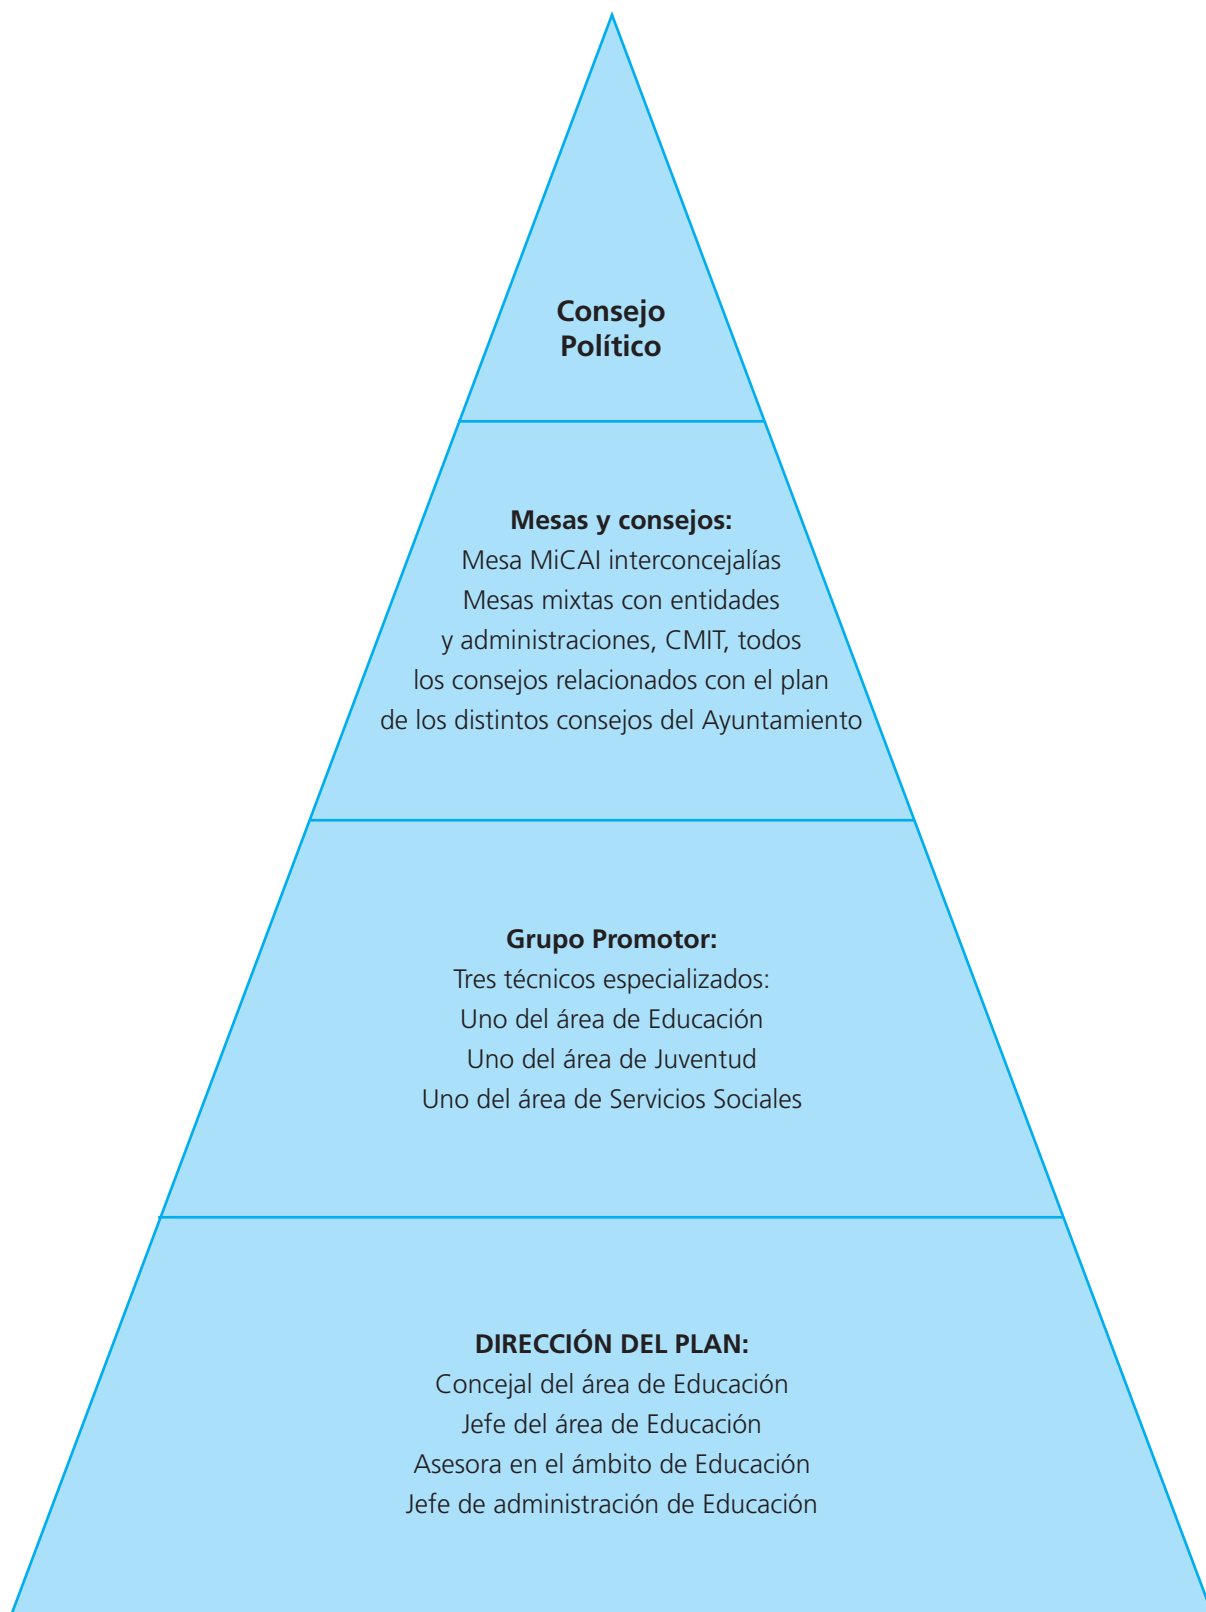 Consejo
Político
Mesas y consejos:
Mesa MiCAI interconcejalías
Mesas mixtas con entidades
y administraciones, CMIT, todos
los consejos relacionados con el plan
de los distintos consejos del Ayuntamiento
Grupo Promotor:
Tres técnicos especializados:
Uno del área de Educación
Uno del área de Juventud
Uno del área de Servicios Sociales
DIRECCIÓN DEL PLAN:
Concejal del área de Educación
Jefe del área de Educación
Asesora en el ámbito de Educación
Jefe de administración de Educación